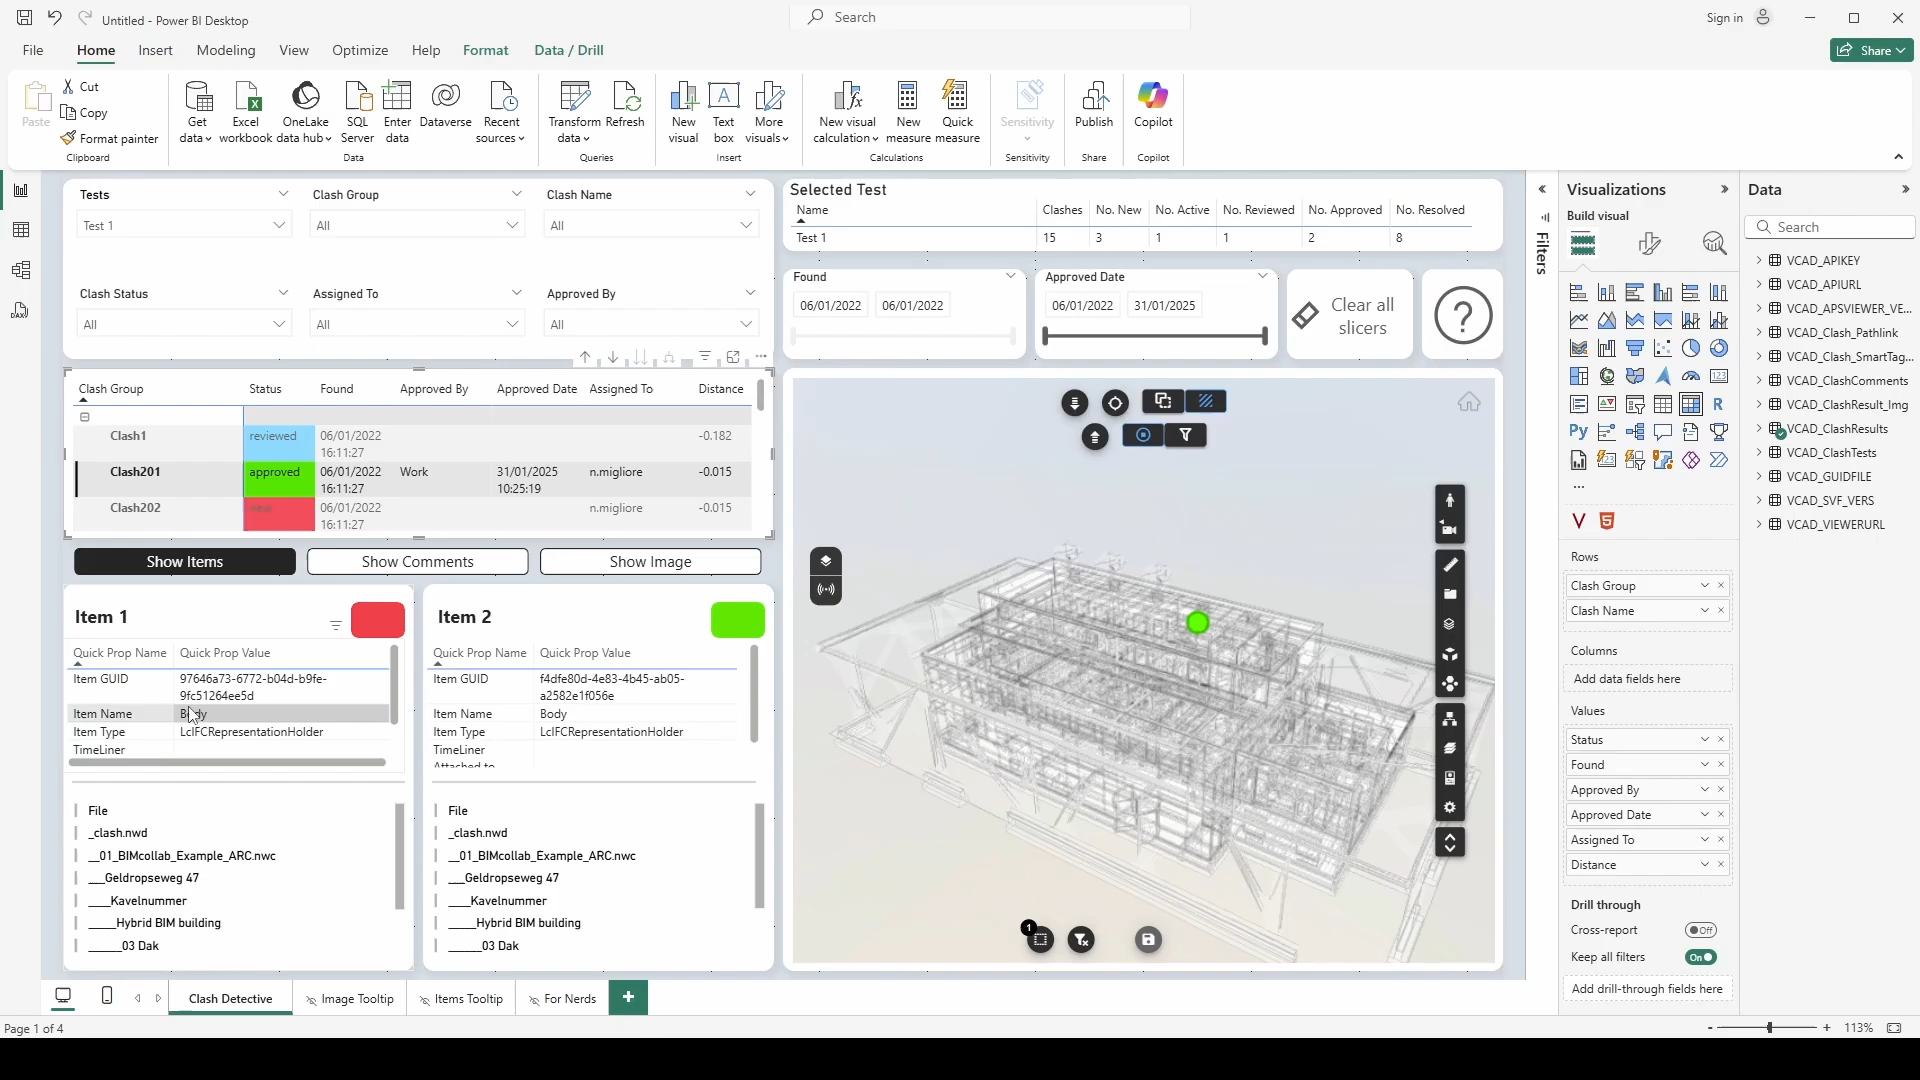 Untitled - Power BI Desktop
Search
Sign in
File Home Insert Modeling View Optimize Help Format Data / Drill
Share
Paste
Cut
Copy
Format painter
Clipboard
Get data
Excel workbook
OneLake data hub
SQL Server
Enter data
Dataverse
Recent sources
Data
Transform data
Refresh
Queries
New visual
Text box
More visuals
Insert
New visual calculation
New measure
Quick measure
Calculations
Sensitivity
Sensitivity
Publish
Share
Copilot
Copilot
Tests Clash Group Clash Name
Test 1 All All
Clash Status Assigned To Approved By
All All All
Selected Test
Name Clashes No. New No. Active No. Reviewed No. Approved No. Resolved
Test 1 15 3 1 1 2 8
Found
06/01/2022 06/01/2022
Approved Date
06/01/2022 31/01/2025
Clear all
slicers
?
Clash Group Status Found Approved By Approved Date Assigned To Distance
Clash1 reviewed 06/01/2022 -0.182
16:11:27
Clash201 approved 06/01/2022 Work 31/01/2025 n.migliore -0.015
16:11:27 10:25:19
Clash202 new 06/01/2022 n.migliore -0.015
16:11:27
Show Items Show Comments Show Image
Item 1
Quick Prop Name Quick Prop Value
Item GUID 97646a73-6772-b04d-b9fe-
9fc51264ee5d
Item Name Body
Item Type LcIFCRepresentationHolder
TimeLiner
File
_clash.nwd
__01_BIMcollab_Example_ARC.nwc
___Geldropseweg 47
____Kavelnummer
_____Hybrid BIM building
______03 Dak
Item 2
Quick Prop Name Quick Prop Value
Item GUID f4dfe80d-4e83-4b45-ab05-
a2582e1f056e
Item Name Body
Item Type LcIFCRepresentationHolder
TimeLiner
Attached to
File
_clash.nwd
__01_BIMcollab_Example_ARC.nwc
___Geldropseweg 47
____Kavelnummer
_____Hybrid BIM building
______03 Dak
1
Filters
Visualizations
Build visual
123
R
Py
...
V
5
Rows
Clash Group
Clash Name
Columns
Add data fields here
Values
Status
Found
Approved By
Approved Date
Assigned To
Distance
Drill through
Cross-report Off
Keep all filters On
Add drill-through fields here
Data
Search
VCAD_APIKEY
VCAD_APIURL
VCAD_APSVIEWER_VE...
VCAD_Clash_Pathlink
VCAD_Clash_SmartTag...
VCAD_ClashComments
VCAD_ClashResult_Img
VCAD_ClashResults
VCAD_ClashTests
VCAD_GUIDFILE
VCAD_SVF_VERS
VCAD_VIEWERURL
Clash Detective Image Tooltip Items Tooltip For Nerds +
Page 1 of 4
- + 113%